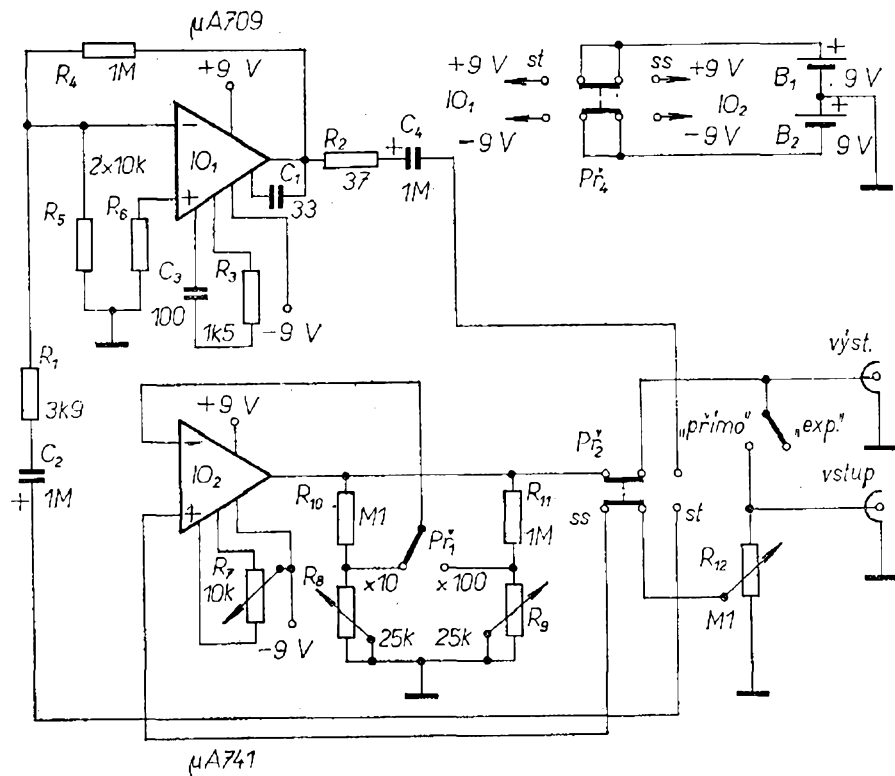 μA709
R4
1M
+9 V
2×10k
IO1
R5
R6
C1
33
R2
37
C4
+
1M
C3
100
R3
1k5
-9 V
+9 V
st
ss
+9 V
IO1
IO2
-9 V
-9 V
Př4
B1
+
9 V
B2
+
9 V
R1
3k9
C2
+
1M
+9 V
IO2
R7
10k
-9 V
R10
M1
R8
×10
Př1
×100
25k
25k
R11
1M
R9
Př2
ss
st
„přímo"
„exp."
výst.
vstup
R12
M1
μA741